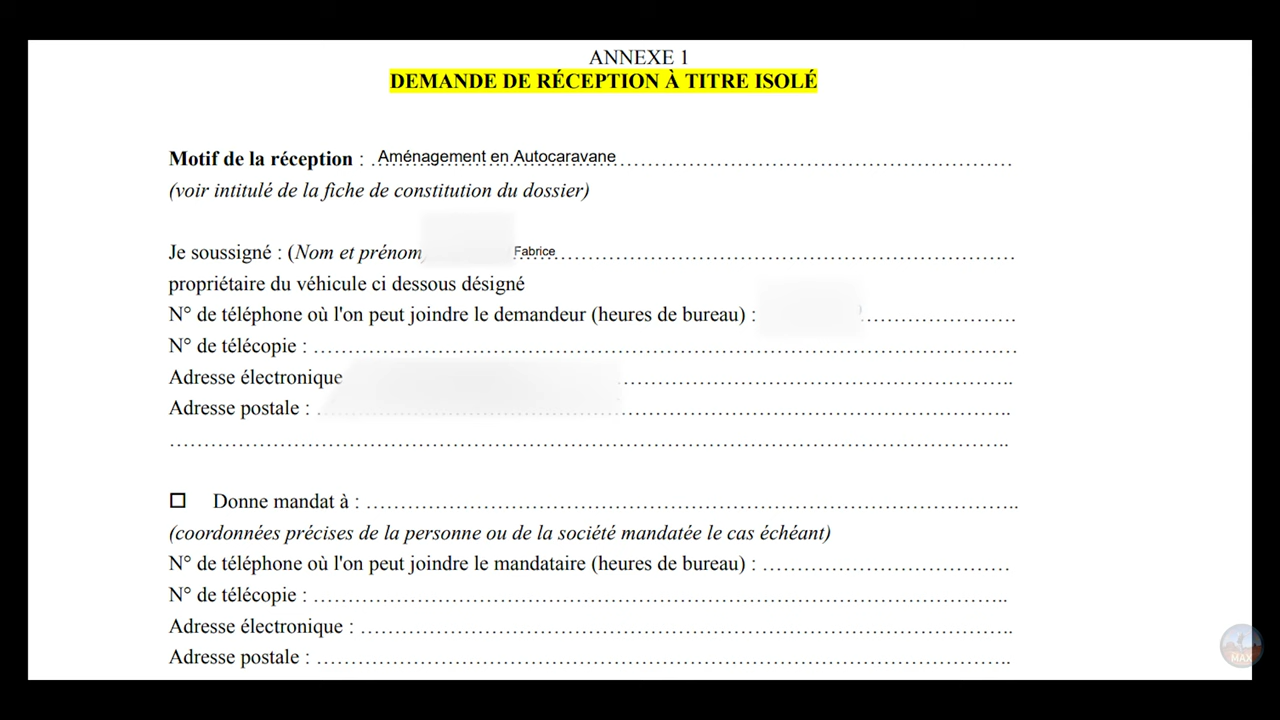 ANNEXE 1
DEMANDE DE RÉCEPTION À TITRE ISOLÉ
Motif de la réception : Aménagement en Autocaravane
(voir intitulé de la fiche de constitution du dossier)
Je soussigné : (Nom et prénom Fabrice
propriétaire du véhicule ci dessous désigné
N° de téléphone où l'on peut joindre le demandeur (heures de bureau) :
N° de télécopie :
Adresse électronique
Adresse postale :
Donne mandat à :
(coordonnées précises de la personne ou de la société mandatée le cas échéant)
N° de téléphone où l'on peut joindre le mandataire (heures de bureau) :
N° de télécopie :
Adresse électronique :
Adresse postale :
MAX